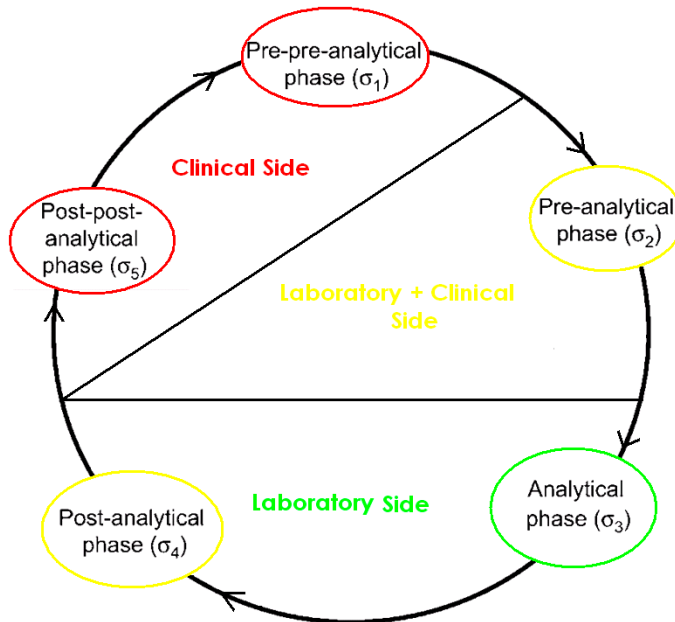 Pre-pre-analytical
phase (σ₁)
Clinical Side
Post-post-
analytical
phase (σ₅)
Pre-analytical
phase (σ₂)
Laboratory + Clinical
Side
Laboratory Side
Analytical
phase (σ₃)
Post-analytical
phase (σ₄)